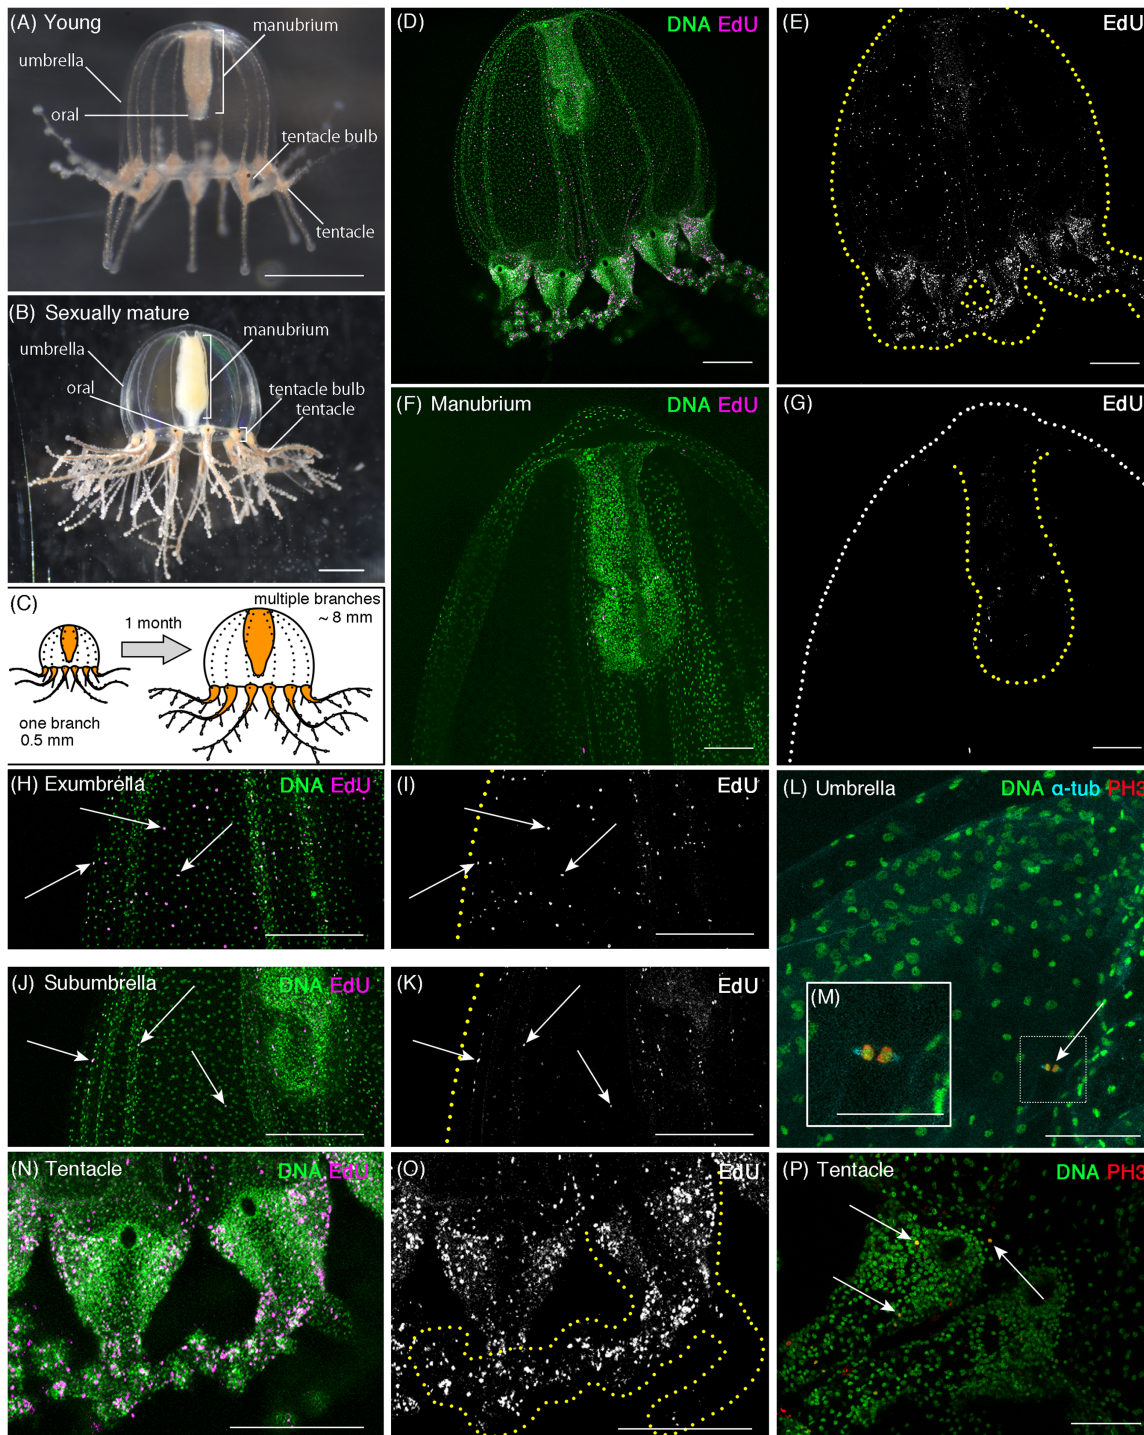 (A) Young
manubrium
umbrella
oral
tentacle bulb
tentacle
(B) Sexually mature
manubrium
umbrella
oral
tentacle bulb
tentacle
(C)
multiple branches
~ 8 mm
1 month
one branch
0.5 mm
(D) DNA EdU
(E) EdU
(F) Manubrium DNA EdU
(G) EdU
(H) Exumbrella DNA EdU
(I) EdU
(J) Subumbrella DNA EdU
(K) EdU
(L) Umbrella DNA α-tub PH3
(M)
(N) Tentacle DNA EdU
(O) EdU
(P) Tentacle DNA PH3